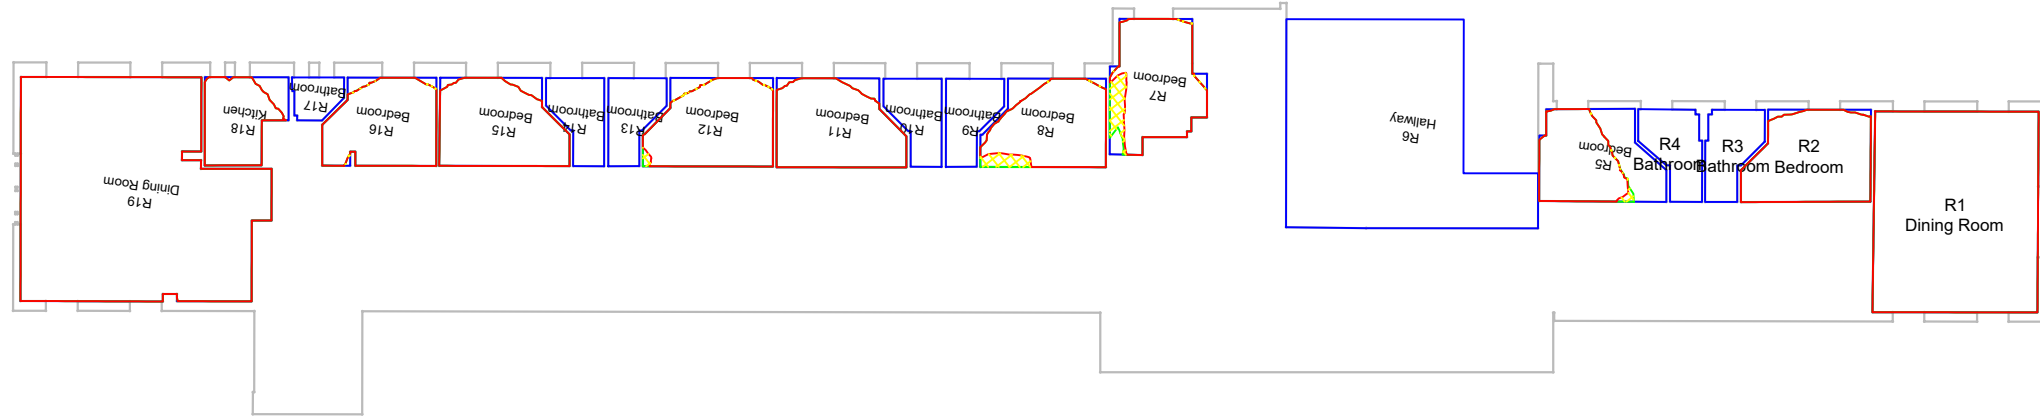 R19
Dining Room
R18
Kitchen
R17
Bathroom
R16
Bedroom
R15
Bedroom
R14
Bathroom
R13
Bathroom
R12
Bedroom
R11
Bedroom
R10
Bathroom
R9
Bathroom
R8
Bedroom
R7
Bedroom
R6
Hallway
R5
Bedroom
R4
Bathroom
R3
Bathroom
R2
Bedroom
R1
Dining Room